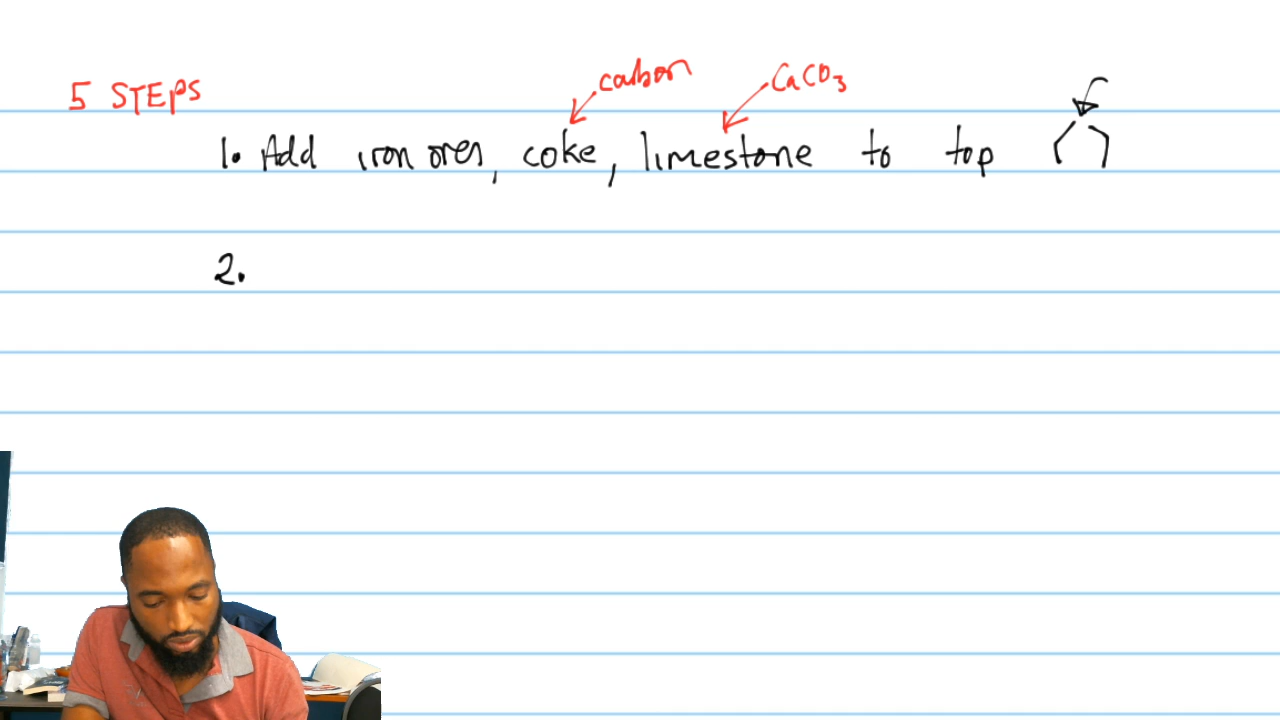 5 STEPS
carbon
CaCO3
1. Add iron ores, coke, limestone to top
2.